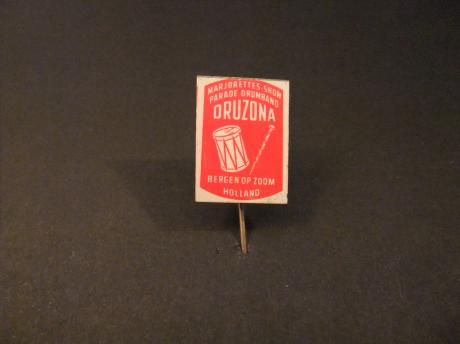 MARJORETTES-SHOW
PARADE DRUMBAND
DRUZONA
BERGEN OP ZOOM
HOLLAND